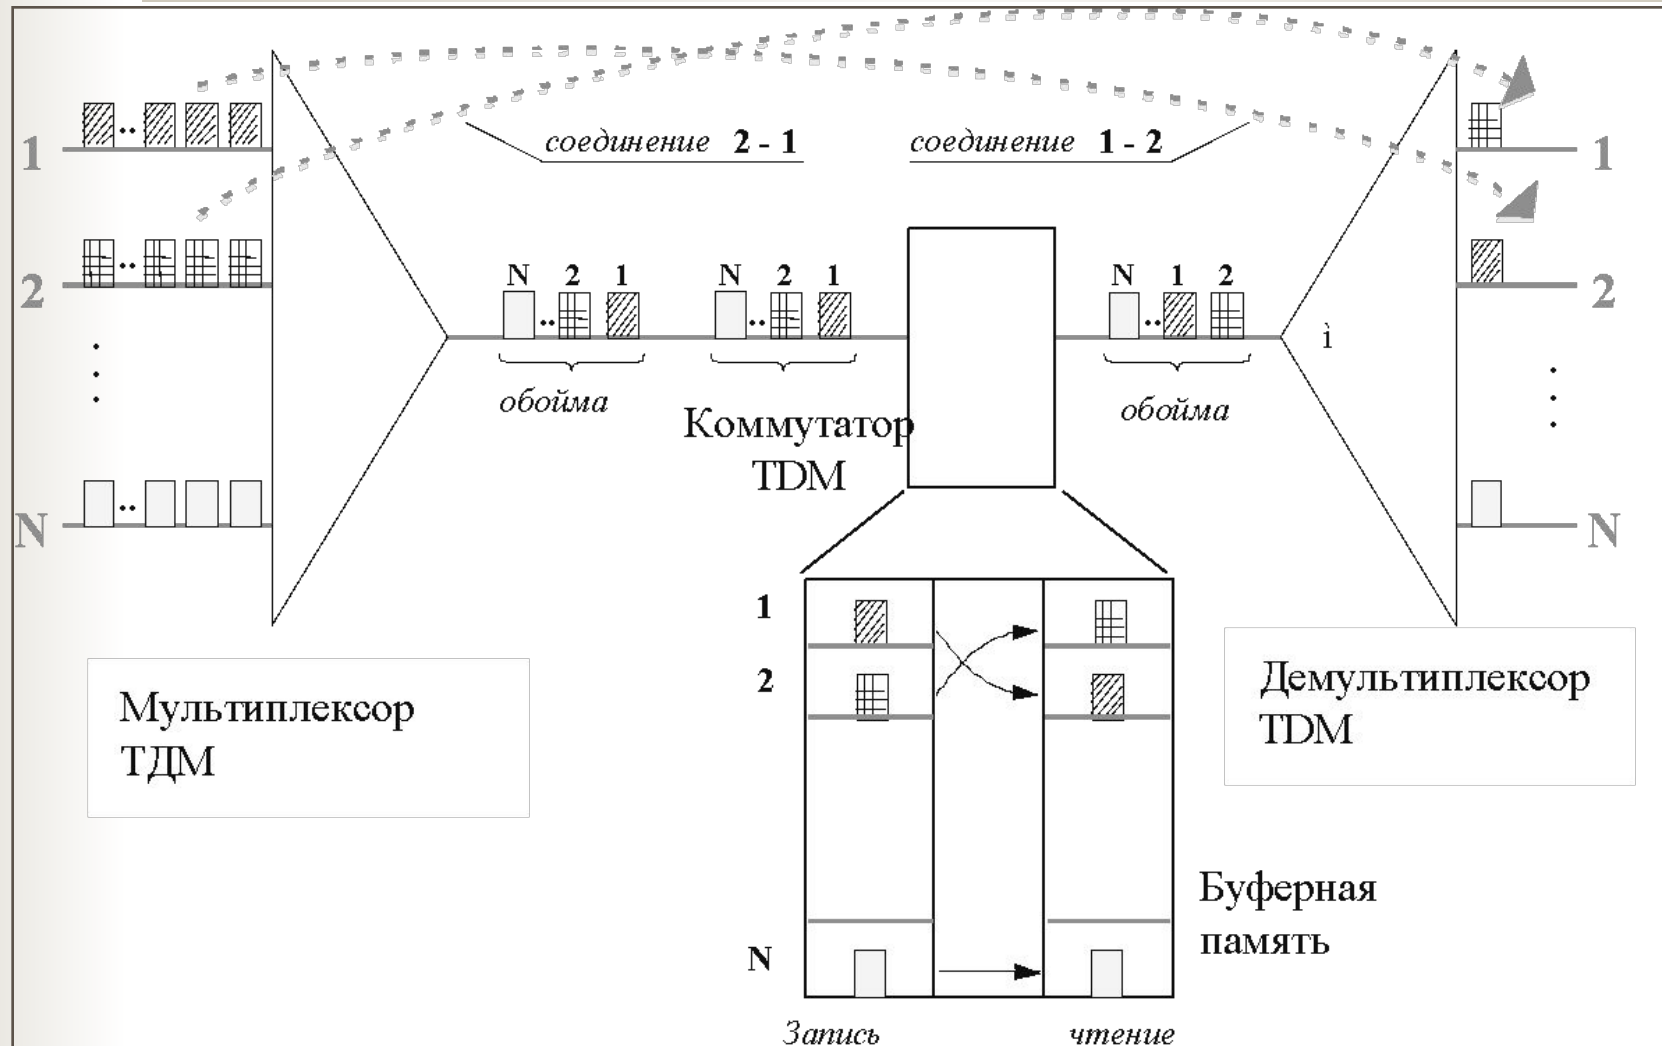 соединение 2 - 1
соединение 1 - 2
1
1
2
2
N 2 1
N 2 1
N 1 2
ì
обойма
обойма
Коммутатор
TDM
N
N
1
2
Мультиплексор
ТДМ
Демультиплексор
TDM
Буферная
память
N
Запись
чтение